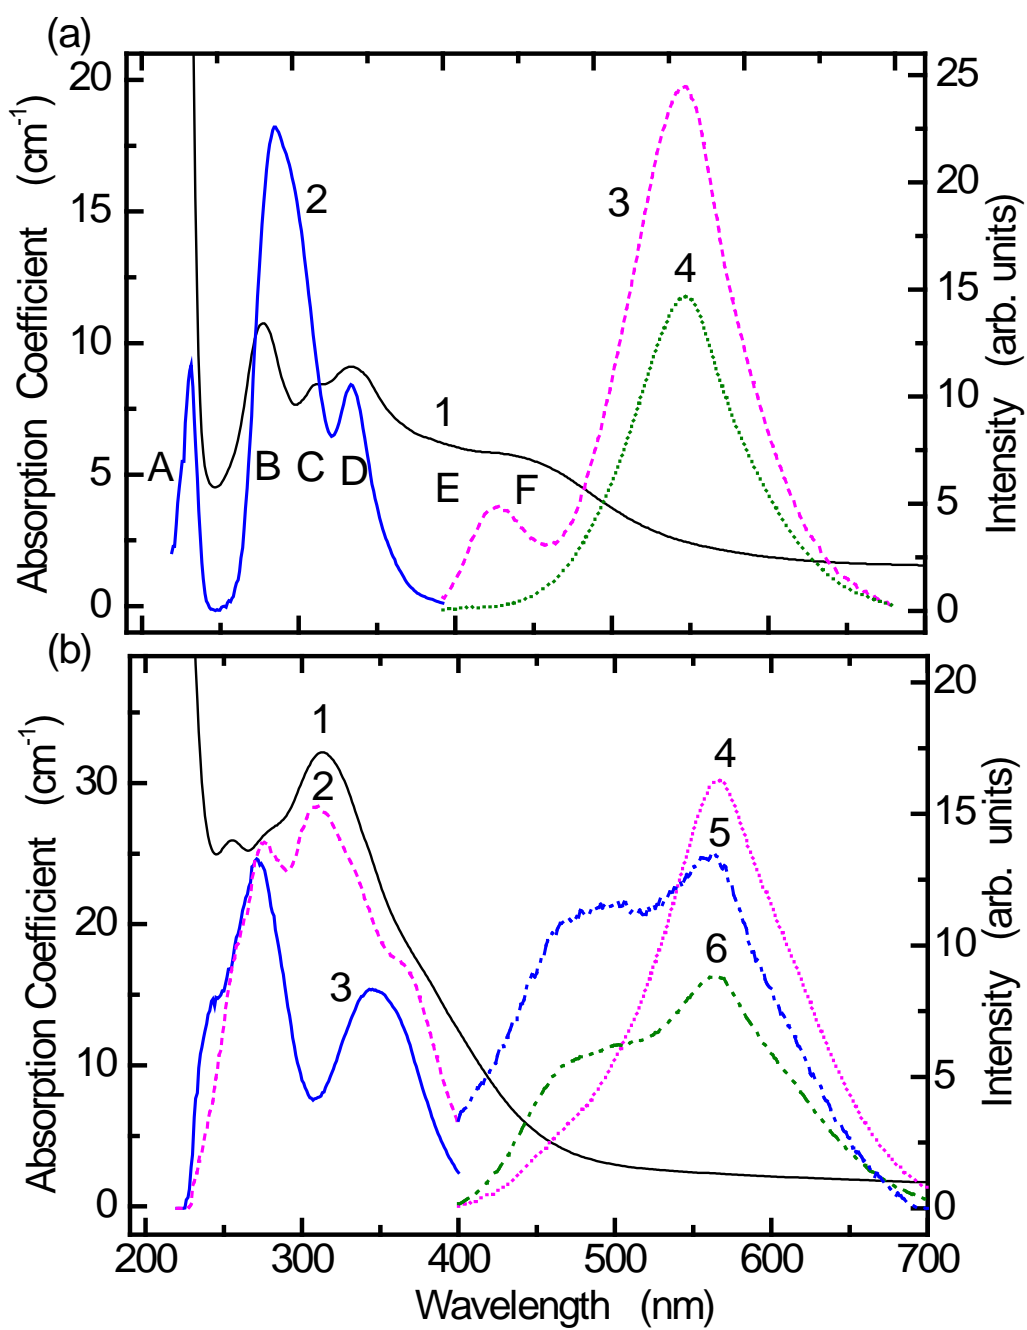 (a)
Absorption Coefficient (cm-1)
20
15
10
5
0
25
20
15
10
5
0
Intensity (arb. units)
1
2
3
4
A
B
C
D
E
F
(b)
Absorption Coefficient (cm-1)
30
20
10
0
20
15
10
5
0
Intensity (arb. units)
1
2
3
4
5
6
200 300 400 500 600 700
Wavelength (nm)